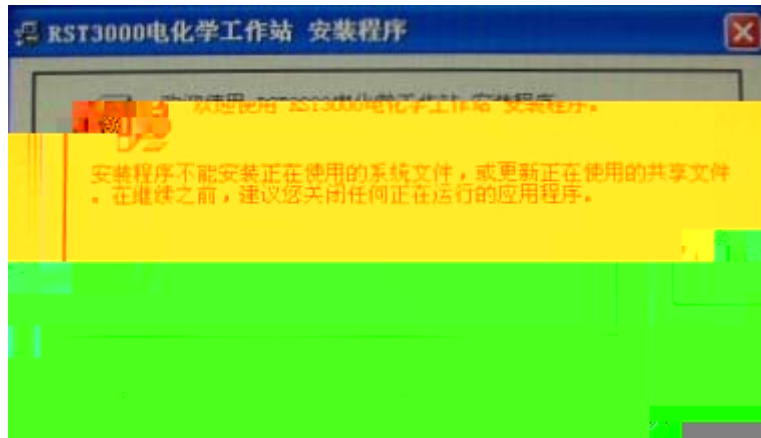 RST3000电化学工作站 安装程序
欢迎使用 RST3000电化学工作站 安装程序。
安装程序不能安装正在使用的系统文件，或更新正在使用的共享文件
。在继续之前，建议您关闭任何正在运行的应用程序。